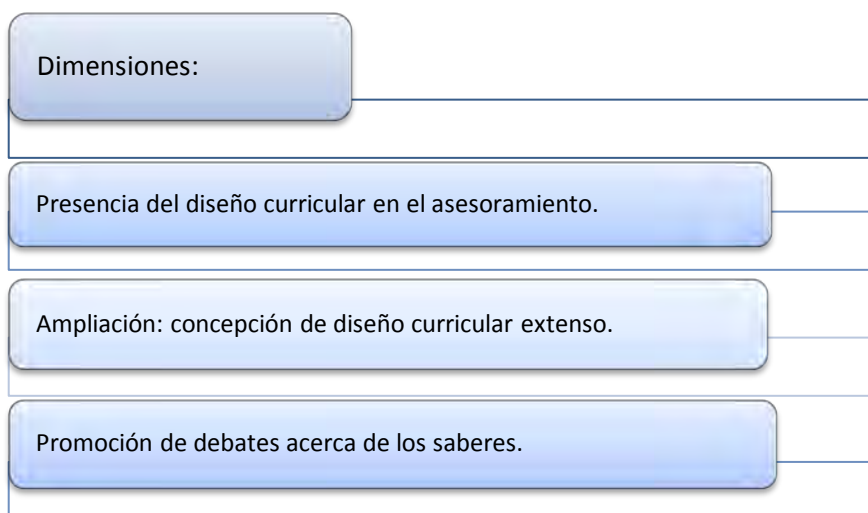 Dimensiones:
Presencia del diseño curricular en el asesoramiento.
Ampliación: concepción de diseño curricular extenso.
Promoción de debates acerca de los saberes.